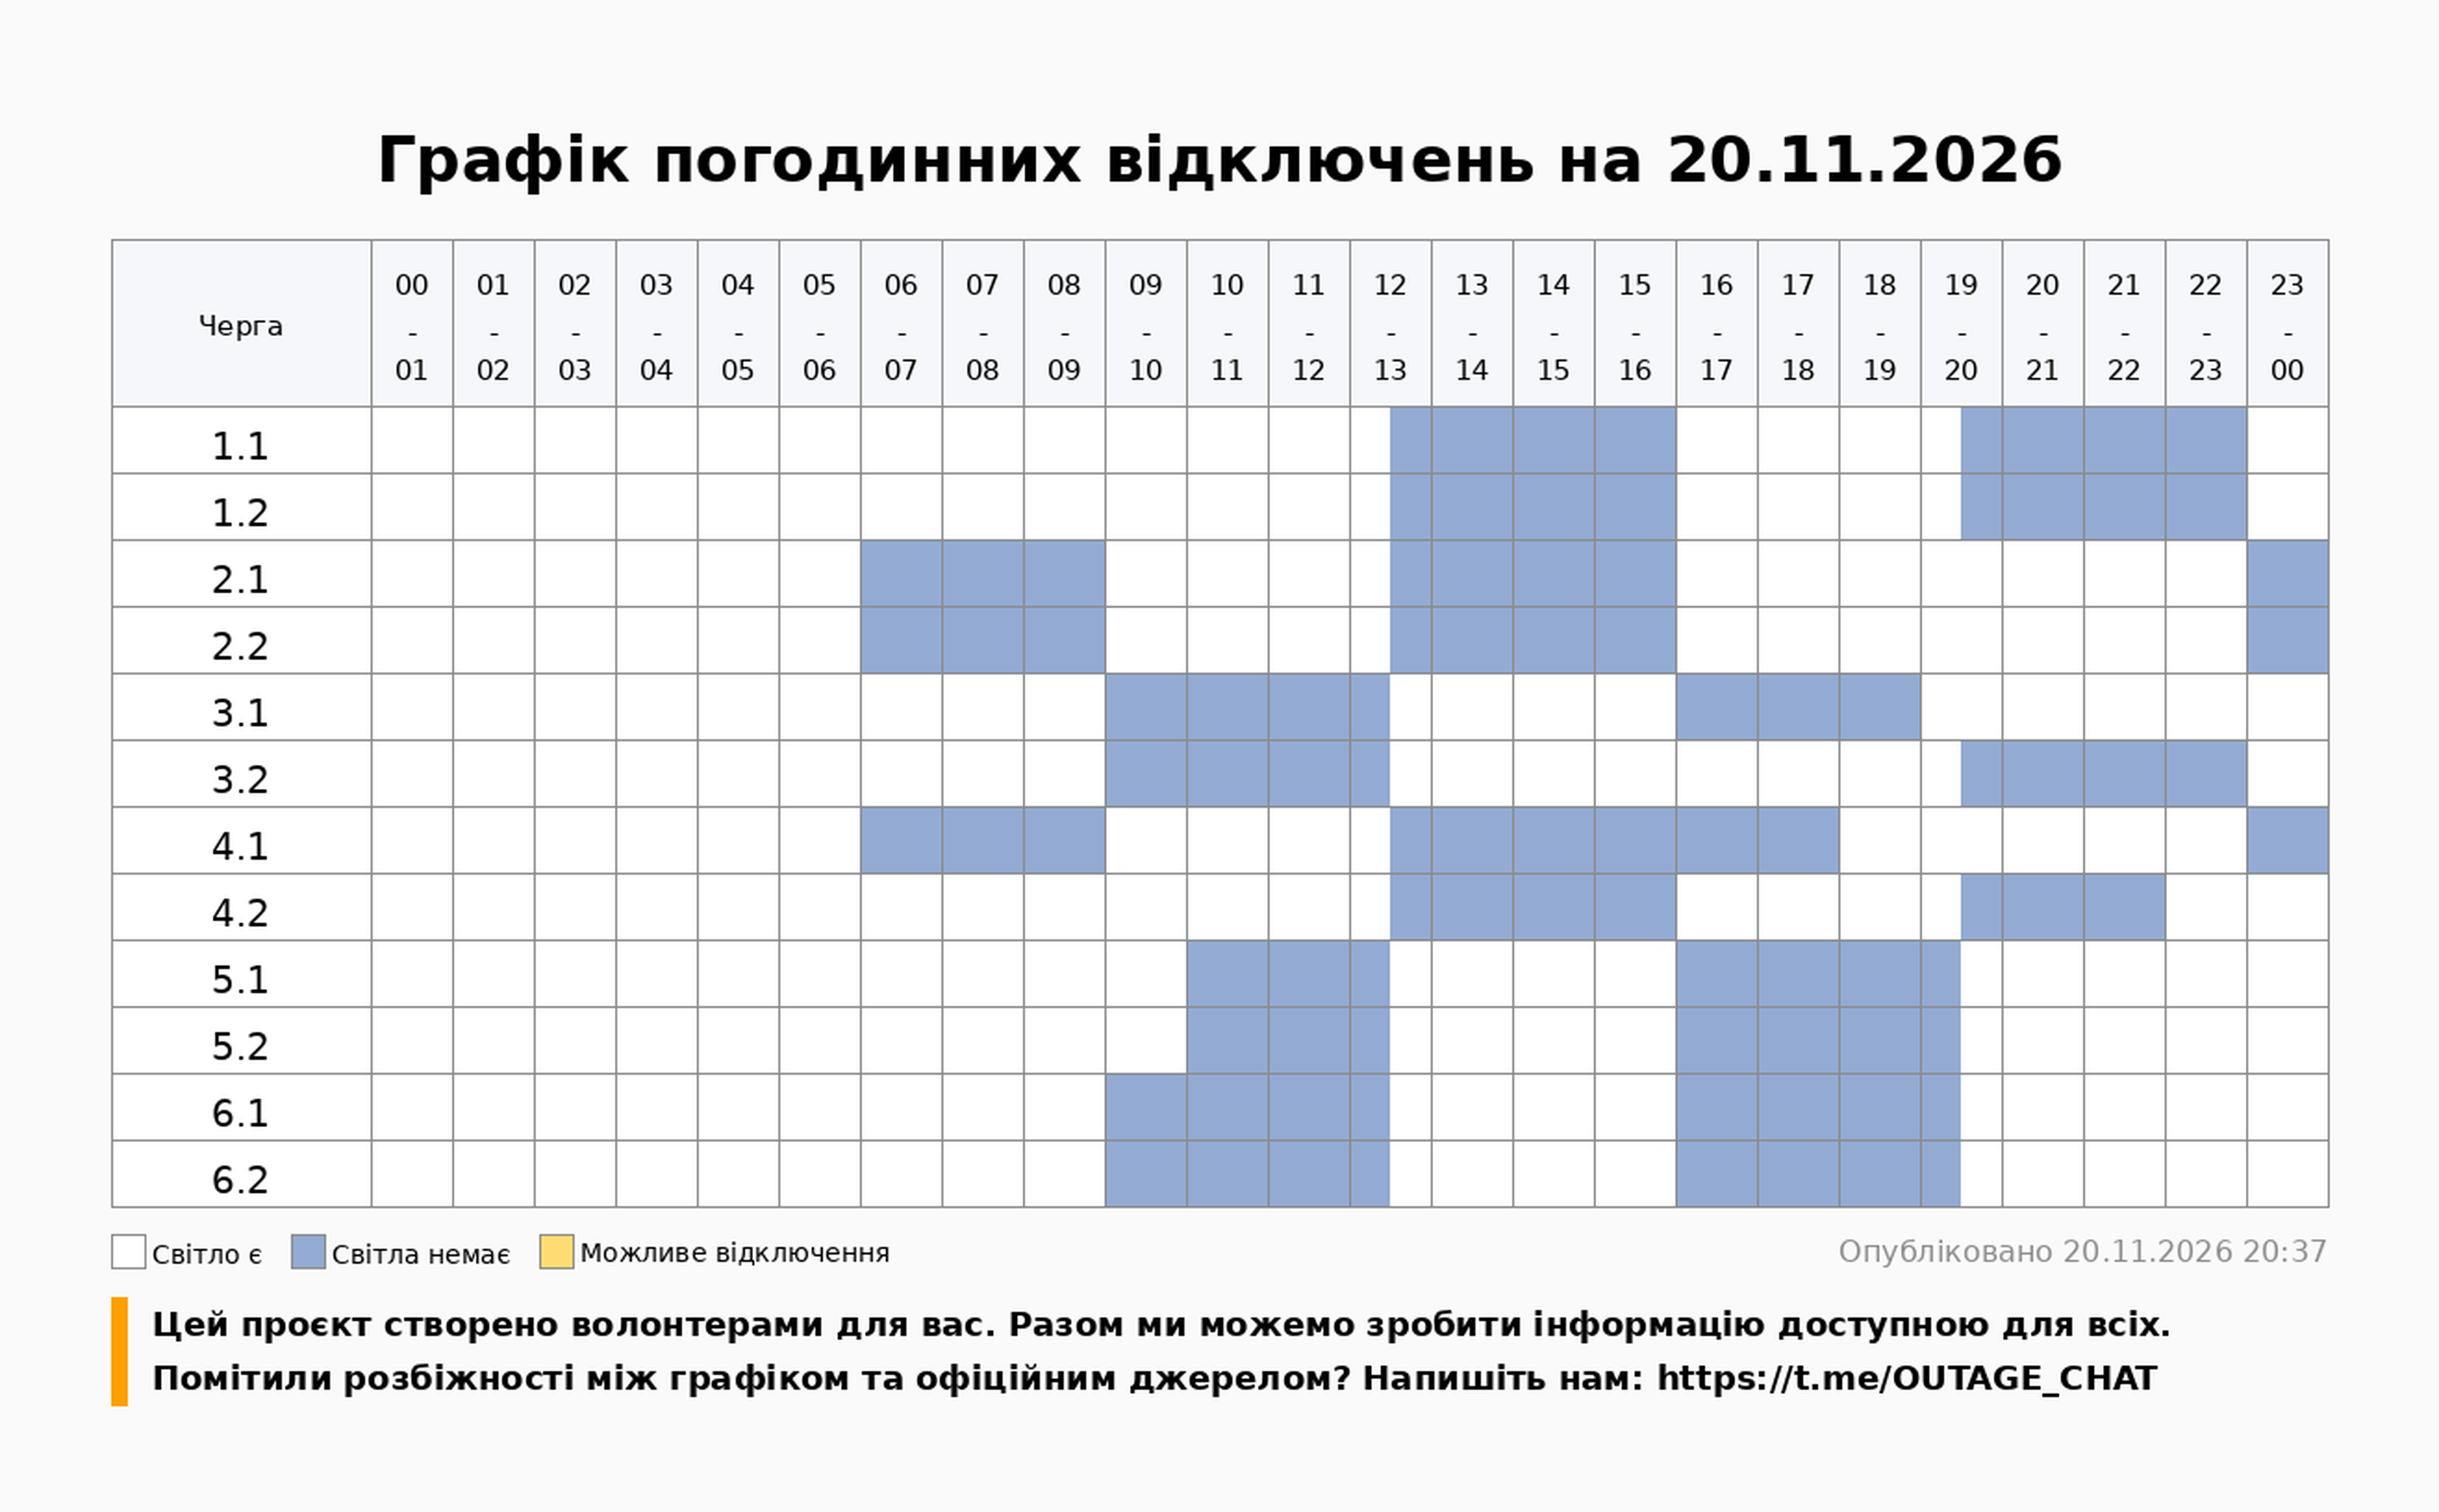 Графік погодинних відключень на 20.11.2026
Черга
00 - 01
01 - 02
02 - 03
03 - 04
04 - 05
05 - 06
06 - 07
07 - 08
08 - 09
09 - 10
10 - 11
11 - 12
12 - 13
13 - 14
14 - 15
15 - 16
16 - 17
17 - 18
18 - 19
19 - 20
20 - 21
21 - 22
22 - 23
23 - 00
1.1
1.2
2.1
2.2
3.1
3.2
4.1
4.2
5.1
5.2
6.1
6.2
Світло є
Світла немає
Можливе відключення
Опубліковано 20.11.2026 20:37
Цей проєкт створено волонтерами для вас. Разом ми можемо зробити інформацію доступною для всіх.
Помітили розбіжності між графіком та офіційним джерелом? Напишіть нам: https://t.me/OUTAGE_CHAT